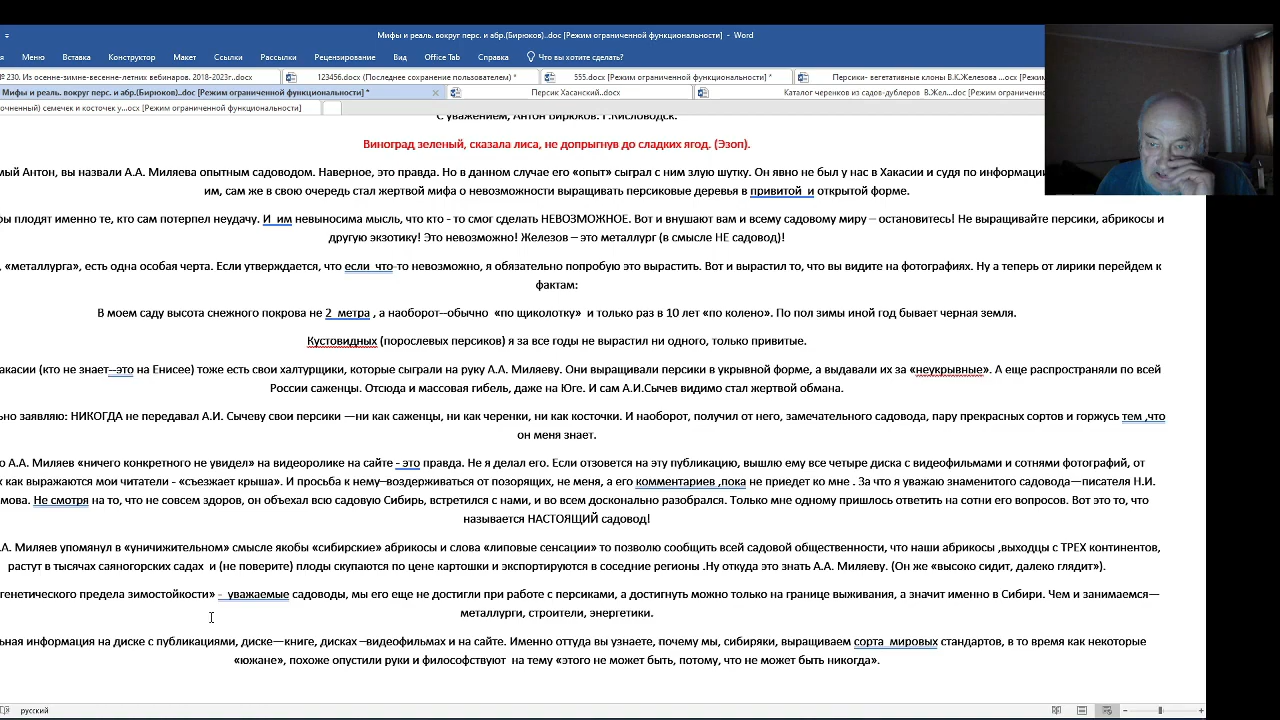 Мифы и реаль. вокруг перс. и абр.(Бирюков)..doc [Режим ограниченной функциональности] - Word
Меню Вставка Конструктор Макет Ссылки Рассылки Рецензирование Вид Office Tab Справка Что вы хотите сделать?
№ 230. Из осенне-зимне-весенне-летних вебинаров. 2018-2023г..docx 123456.docx (Последнее сохранение пользователем) * 555.docx [Режим ограниченной функциональности] * Персики- вегетативные клоны В.К.Железова ...ocx [Режим ограниченной
Мифы и реаль. вокруг перс. и абр.(Бирюков)..doc [Режим ограниченной функциональности] * Персик Хасанский..docx Каталог черенков из садов-дублеров В.Жел...doc [Режим ограниченной
оченный) семечек и косточек у...ocx [Режим ограниченной функциональности]
С уважением, Антон Бирюков. Г.Кисловодск.
Виноград зеленый, сказала лиса, не допрыгнув до сладких ягод. (Эзоп).
мый Антон, вы назвали А.А. Миляева опытным садоводом. Наверное, это правда. Но в данном случае его «опыт» сыграл с ним злую шутку. Он явно не был у нас в Хакасии и судя по информации
им, сам же в свою очередь стал жертвой мифа о невозможности выращивать персиковые деревья в привитой и открытой форме.
фы плодят именно те, кто сам потерпел неудачу. И им невыносима мысль, что кто - то смог сделать НЕВОЗМОЖНОЕ. Вот и внушают вам и всему садовому миру – остановитесь! Не выращивайте персики, абрикосы и
другую экзотику! Это невозможно! Железов – это металлург (в смысле НЕ садовод)!
, «металлурга», есть одна особая черта. Если утверждается, что если что-то невозможно, я обязательно попробую это вырастить. Вот и вырастил то, что вы видите на фотографиях. Ну а теперь от лирики перейдем к
фактам:
В моем саду высота снежного покрова не 2 метра , а наоборот--обычно «по щиколотку» и только раз в 10 лет «по колено». По пол зимы иной год бывает черная земля.
Кустовидных (порослевых персиков) я за все годы не вырастил ни одного, только привитые.
акасии (кто не знает--это на Енисее) тоже есть свои халтурщики, которые сыграли на руку А.А. Миляеву. Они выращивали персики в укрывной форме, а выдавали их за «неукрывные». А еще распространяли по всей
России саженцы. Отсюда и массовая гибель, даже на Юге. И сам А.И.Сычев видимо стал жертвой обмана.
ьно заявляю: НИКОГДА не передавал А.И. Сычеву свои персики —ни как саженцы, ни как черенки, ни как косточки. И наоборот, получил от него, замечательного садовода, пару прекрасных сортов и горжусь тем ,что
он меня знает.
о А.А. Миляев «ничего конкретного не увидел» на видеоролике на сайте - это правда. Не я делал его. Если отзовется на эту публикацию, вышлю ему все четыре диска с видеофильмами и сотнями фотографий, от
х как выражаются мои читатели - «съезжает крыша». И просьба к нему–воздерживаться от позорящих, не меня, а его комментариев ,пока не приедет ко мне . За что я уважаю знаменитого садовода—писателя Н.И.
мова. Не смотря на то, что не совсем здоров, он объехал всю садовую Сибирь, встретился с нами, и во всем досконально разобрался. Только мне одному пришлось ответить на сотни его вопросов. Вот это то, что
называется НАСТОЯЩИЙ садовод!
.А. Миляев упомянул в «уничижительном» смысле якобы «сибирские» абрикосы и слова «липовые сенсации» то позволю сообщить всей садовой общественности, что наши абрикосы ,выходцы с ТРЕХ континентов,
растут в тысячах саяногорских садах и (не поверите) плоды скупаются по цене картошки и экспортируются в соседние регионы .Ну откуда это знать А.А. Миляеву. (Он же «высоко сидит, далеко глядит»).
генетического предела зимостойкости» - уважаемые садоводы, мы его еще не достигли при работе с персиками, а достигнуть можно только на границе выживания, а значит именно в Сибири. Чем и занимаемся—
металлурги, строители, энергетики.
льная информация на диске с публикациями, диске—книге, дисках –видеофильмах и на сайте. Именно оттуда вы узнаете, почему мы, сибиряки, выращиваем сорта мировых стандартов, в то время как некоторые
«южане», похоже опустили руки и философствуют на тему «этого не может быть, потому, что не может быть никогда».
русский